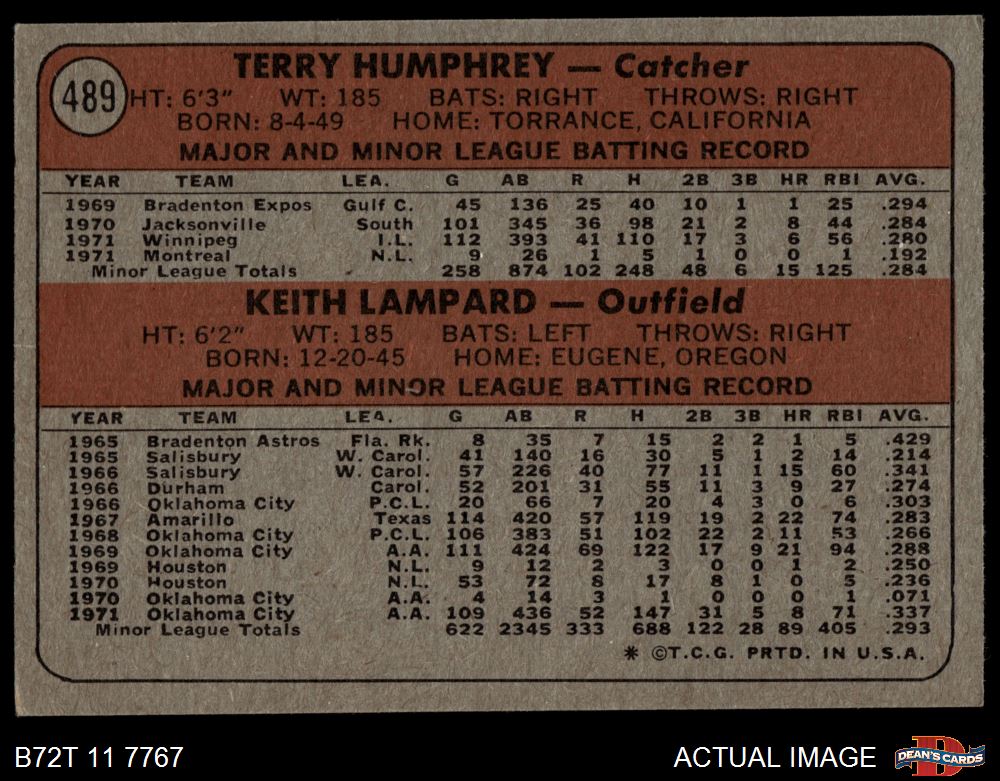 489
TERRY HUMPHREY — Catcher
HT: 6'3" WT: 185 BATS: RIGHT THROWS: RIGHT
BORN: 8-4-49 HOME: TORRANCE, CALIFORNIA
MAJOR AND MINOR LEAGUE BATTING RECORD
YEAR TEAM LEA. G AB R H 2B 3B HR RBI AVG.
1969 Bradenton Expos Gulf C. 45 136 25 40 10 1 1 25 .294
1970 Jacksonville South 101 345 36 98 21 2 8 44 .284
1971 Winnipeg I.L. 112 393 41 110 17 3 6 56 .280
1971 Montreal N.L. 9 26 1 5 1 0 0 1 .192
Minor League Totals 258 874 102 248 48 6 15 125 .284
KEITH LAMPARD — Outfield
HT: 6'2" WT: 185 BATS: LEFT THROWS: RIGHT
BORN: 12-20-45 HOME: EUGENE, OREGON
MAJOR AND MINOR LEAGUE BATTING RECORD
YEAR TEAM LEA. G AB R H 2B 3B HR RBI AVG.
1965 Bradenton Astros Fla. Rk. 8 35 7 15 2 2 1 5 .429
1965 Salisbury W. Carol. 41 140 16 30 5 1 2 14 .214
1966 Salisbury W. Carol. 57 226 40 77 11 1 15 60 .341
1966 Durham Carol. 52 201 31 55 11 3 9 27 .274
1966 Oklahoma City P.C.L. 20 66 7 20 4 3 0 6 .303
1967 Amarillo Texas 114 420 57 119 19 2 22 74 .283
1968 Oklahoma City P.C.L. 106 383 51 102 22 2 11 53 .266
1969 Oklahoma City A.A. 111 424 69 122 17 9 21 94 .288
1969 Houston N.L. 9 12 2 3 0 0 1 2 .250
1970 Houston N.L. 53 72 8 17 8 1 0 5 .236
1970 Oklahoma City A.A. 4 14 3 1 0 0 0 1 .071
1971 Oklahoma City A.A. 109 436 52 147 31 5 8 71 .337
Minor League Totals 622 2345 333 688 122 28 89 405 .293
* ©T.C.G. PRTD. IN U.S.A.
B72T 11 7767 ACTUAL IMAGE D DEAN'S CARDS